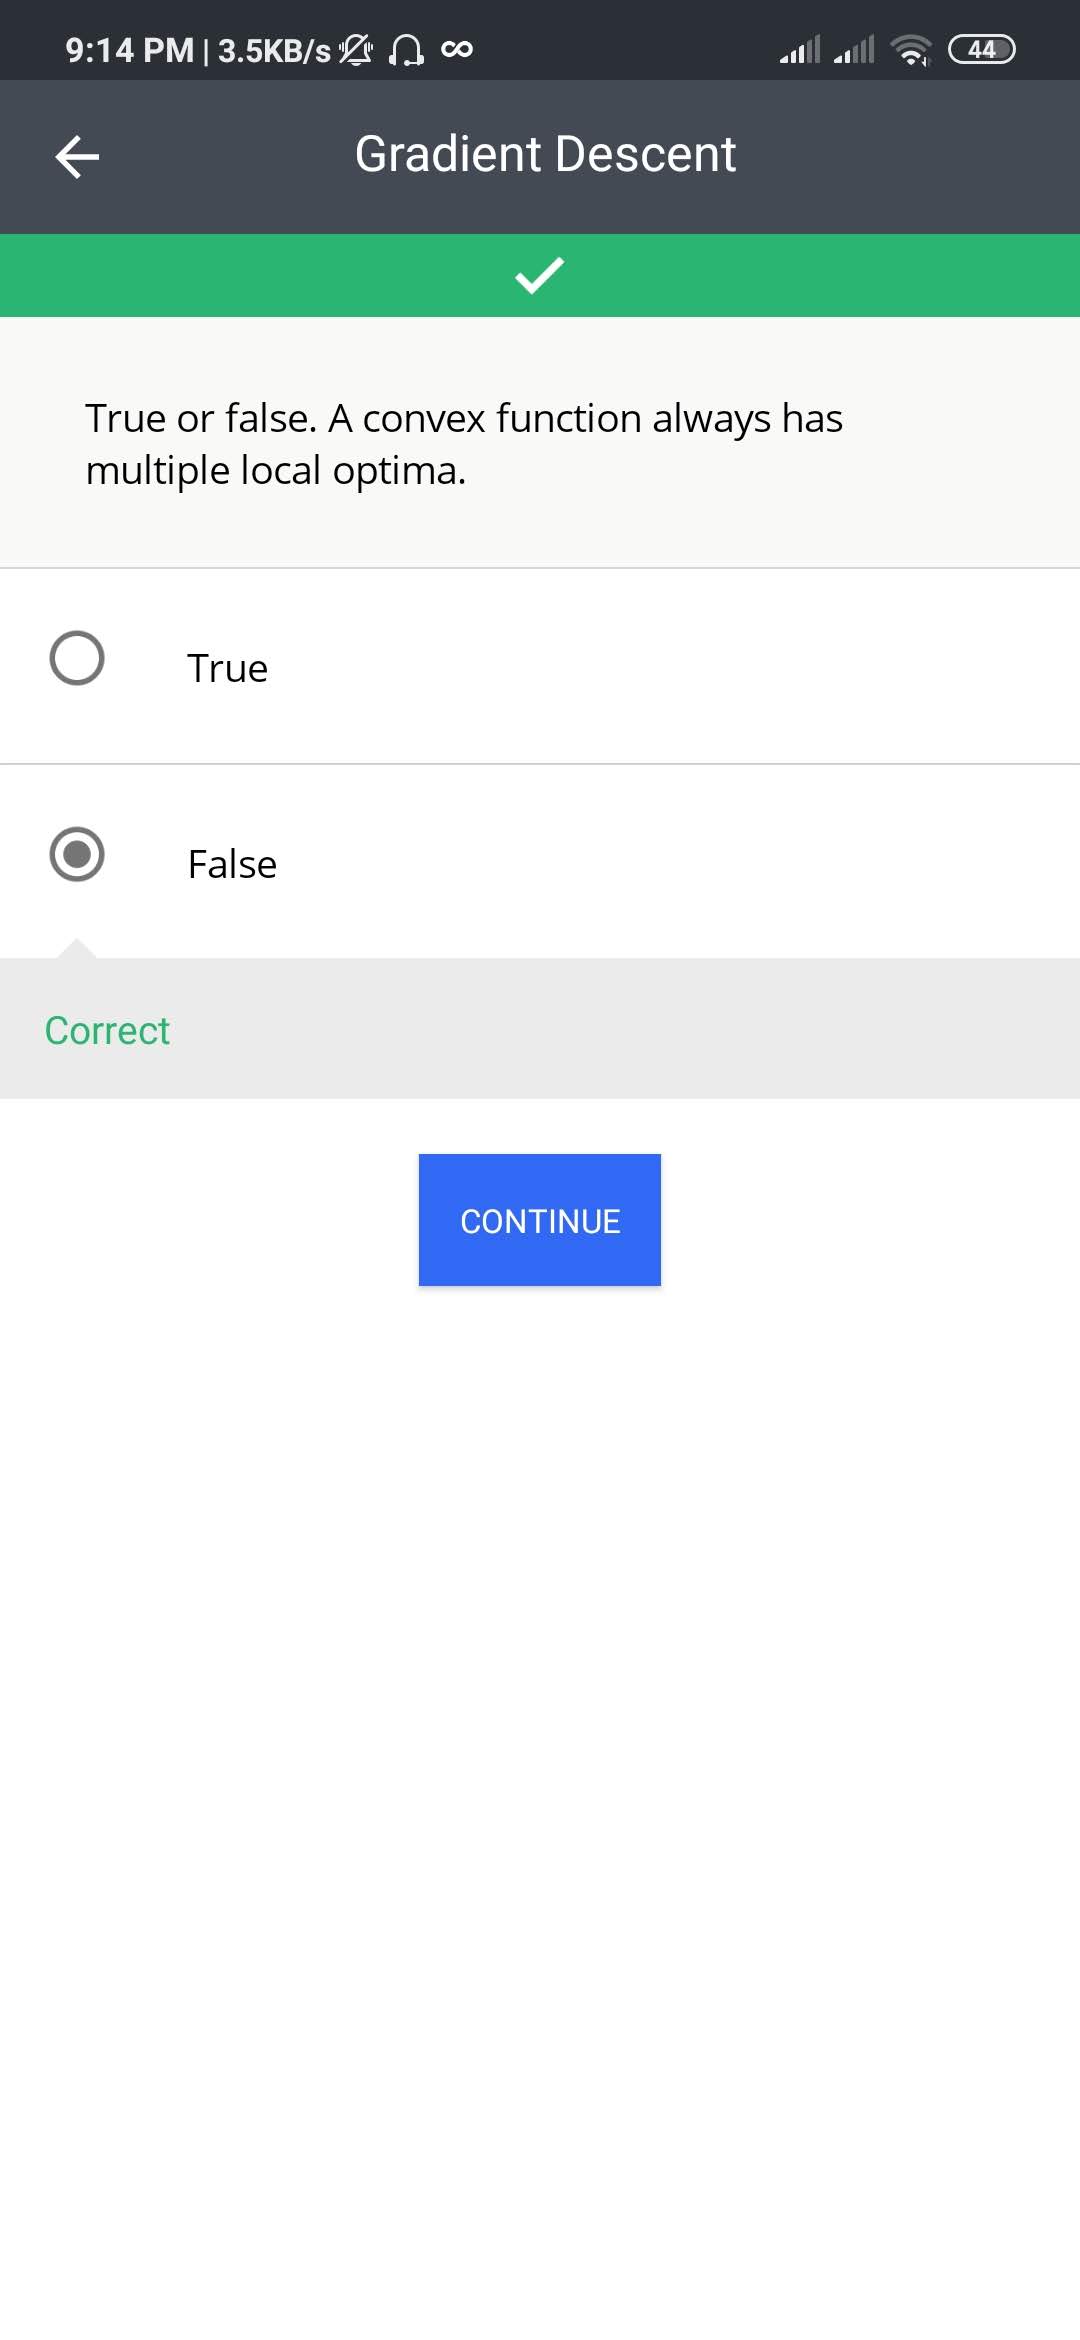 9:14 PM | 3.5KB/s
44
Gradient Descent
True or false. A convex function always has
multiple local optima.
True
False
Correct
CONTINUE